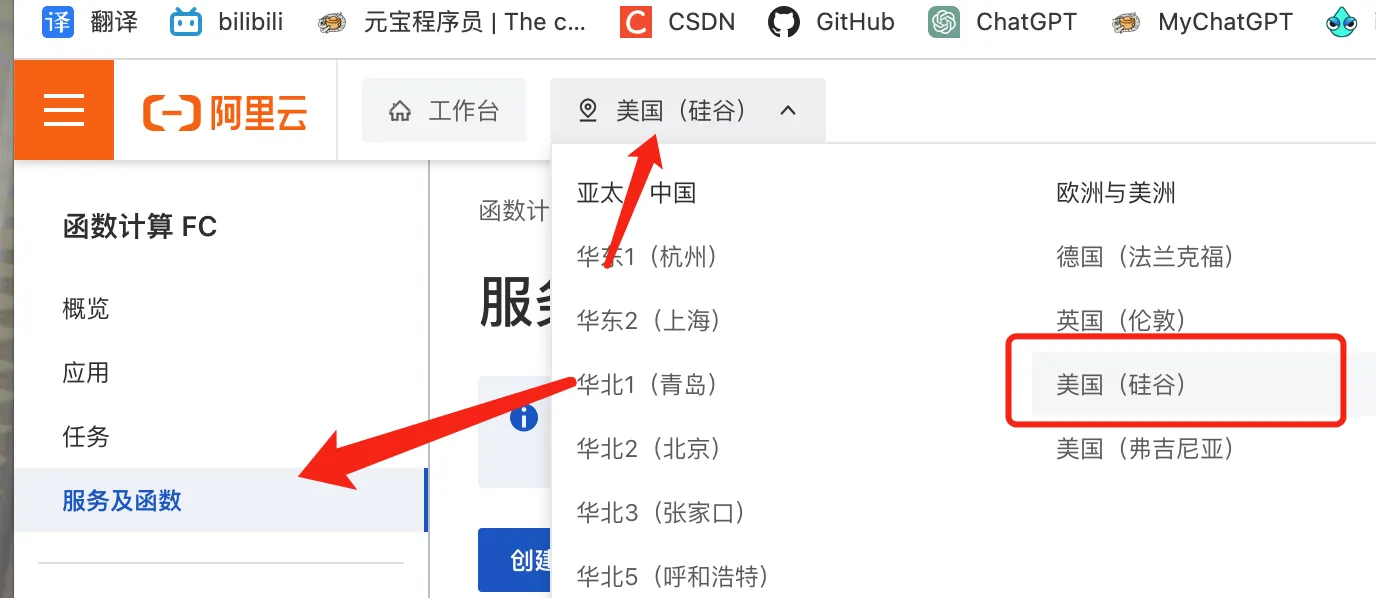 译 翻译 bilibili 元宝程序员 | The c... CSDN GitHub ChatGPT MyChatGPT
阿里云 工作台 美国（硅谷）
函数计算 FC
概览
应用
任务
服务及函数
函数计
服务
创建
亚太 中国
华东1（杭州）
华东2（上海）
华北1（青岛）
华北2（北京）
华北3（张家口）
华北5（呼和浩特）
欧洲与美洲
德国（法兰克福）
英国（伦敦）
美国（硅谷）
美国（弗吉尼亚）